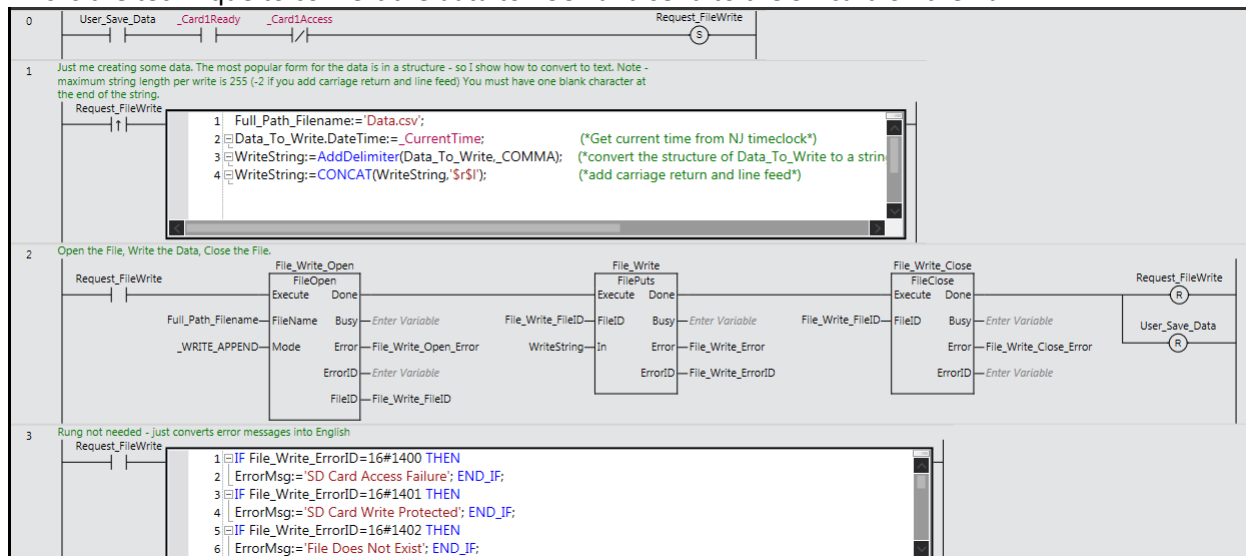 0 User_Save_Data _Card1Ready _Card1Access Request_FileWrite
S
1 Just me creating some data. The most popular form for the data is in a structure - so I show how to convert to text. Note -
maximum string length per write is 255 (-2 if you add carriage return and line feed) You must have one blank character at
the end of the string.
Request_FileWrite
1 Full_Path_Filename:='Data.csv';
2 Data_To_Write.DateTime:=_CurrentTime; (*Get current time from NJ timeclock*)
3 WriteString:=AddDelimiter(Data_To_Write,_COMMA); (*convert the structure of Data_To_Write to a strin
4 WriteString:=CONCAT(WriteString,'$r$l'); (*add carriage return and line feed*)
2 Open the File, Write the Data, Close the File.
File_Write_Open File_Write File_Write_Close
Request_FileWrite FileOpen FilePuts FileClose Request_FileWrite
Execute Done Execute Done Execute Done R
Full_Path_Filename FileName Busy Enter Variable File_Write_FileID FileID Busy Enter Variable File_Write_FileID FileID Busy Enter Variable User_Save_Data
_WRITE_APPEND Mode Error File_Write_Open_Error WriteString In Error File_Write_Error Error File_Write_Close_Error R
ErrorID Enter Variable ErrorID File_Write_ErrorID ErrorID Enter Variable
FileID File_Write_FileID
3 Rung not needed - just converts error messages into English
Request_FileWrite
1 IF File_Write_ErrorID=16#1400 THEN
2 ErrorMsg:='SD Card Access Failure'; END_IF;
3 IF File_Write_ErrorID=16#1401 THEN
4 ErrorMsg:='SD Card Write Protected'; END_IF;
5 IF File_Write_ErrorID=16#1402 THEN
6 ErrorMsg:='File Does Not Exist'; END_IF;